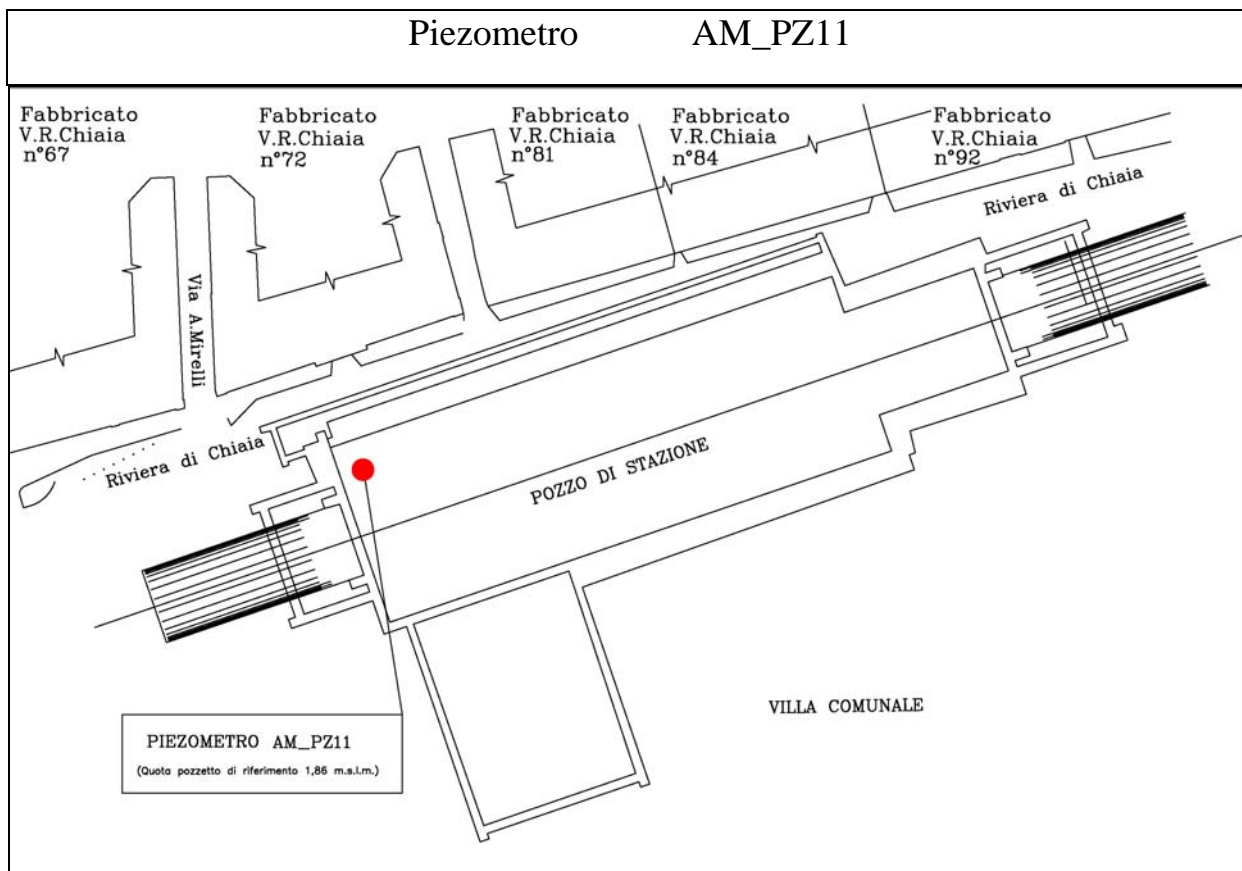 Piezometro AM_PZ11
Fabbricato
V.R.Chiaia
n°67
Fabbricato
V.R.Chiaia
n°72
Fabbricato
V.R.Chiaia
n°81
Fabbricato
V.R.Chiaia
n°84
Fabbricato
V.R.Chiaia
n°92
Riviera di Chiaia
Via A.Mirelli
Riviera di Chiaia
POZZO DI STAZIONE
VILLA COMUNALE
PIEZOMETRO AM_PZ11
(Quota pozzetto di riferimento 1,86 m.s.l.m.)